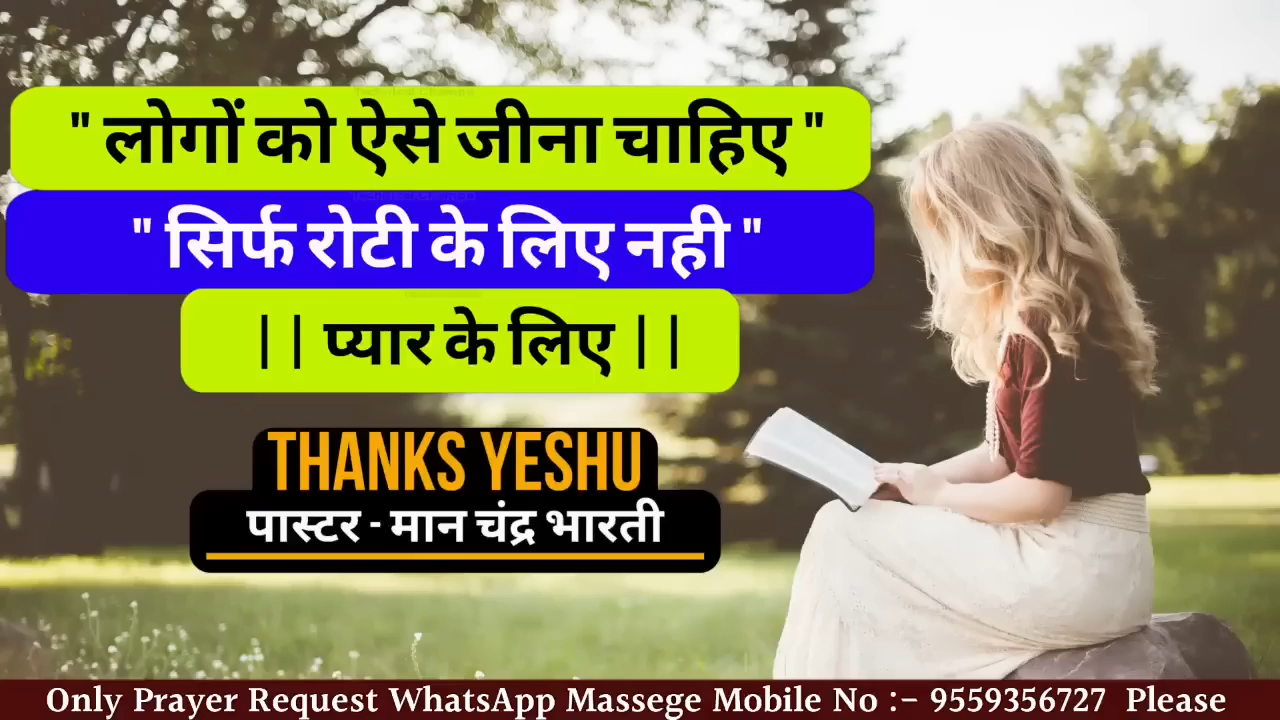 " लोगों को ऐसे जीना चाहिए "
" सिर्फ रोटी के लिए नही "
|| प्यार के लिए ||
THANKS YESHU
पास्टर - मान चंद्र भारती
Only Prayer Request WhatsApp Massege Mobile No :- 9559356727 Please